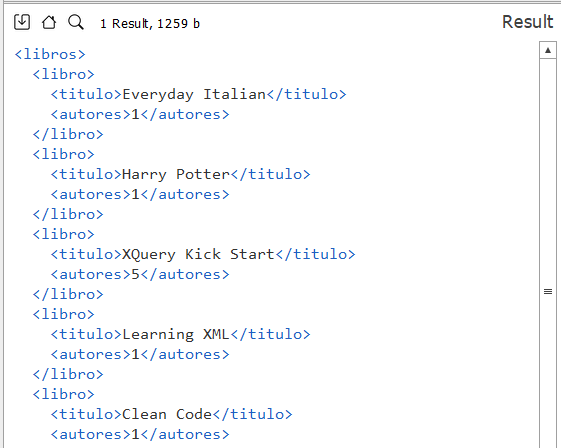 1 Result, 1259 b
Result
<libros>
  <libro>
    <titulo>Everyday Italian</titulo>
    <autores>1</autores>
  </libro>
  <libro>
    <titulo>Harry Potter</titulo>
    <autores>1</autores>
  </libro>
  <libro>
    <titulo>XQuery Kick Start</titulo>
    <autores>5</autores>
  </libro>
  <libro>
    <titulo>Learning XML</titulo>
    <autores>1</autores>
  </libro>
  <libro>
    <titulo>Clean Code</titulo>
    <autores>1</autores>